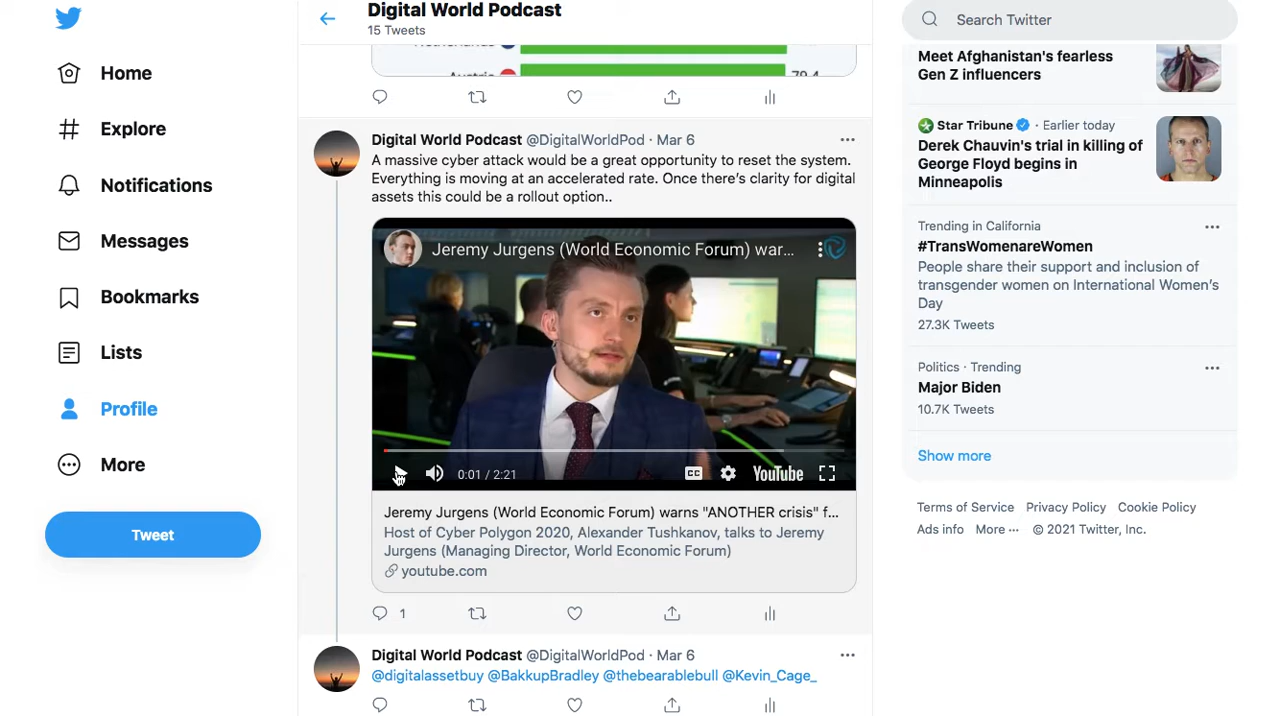 Home
Explore
Notifications
Messages
Bookmarks
Lists
Profile
More
Tweet
Digital World Podcast
15 Tweets
Netherlands
Austria
79.4
Digital World Podcast @DigitalWorldPod · Mar 6
A massive cyber attack would be a great opportunity to reset the system.
Everything is moving at an accelerated rate. Once there's clarity for digital
assets this could be a rollout option..
Jeremy Jurgens (World Economic Forum) war...
0:01 / 2:21
CC
YouTube
Jeremy Jurgens (World Economic Forum) warns "ANOTHER crisis" f...
Host of Cyber Polygon 2020, Alexander Tushkanov, talks to Jeremy
Jurgens (Managing Director, World Economic Forum)
youtube.com
1
Digital World Podcast @DigitalWorldPod · Mar 6
@digitalassetbuy @BakkupBradley @thebearablebull @Kevin_Cage_
Search Twitter
Meet Afghanistan's fearless
Gen Z influencers
Star Tribune · Earlier today
Derek Chauvin's trial in killing of
George Floyd begins in
Minneapolis
Trending in California
#TransWomenareWomen
People share their support and inclusion of
transgender women on International Women's
Day
27.3K Tweets
Politics · Trending
Major Biden
10.7K Tweets
Show more
Terms of Service Privacy Policy Cookie Policy
Ads info More ··· © 2021 Twitter, Inc.